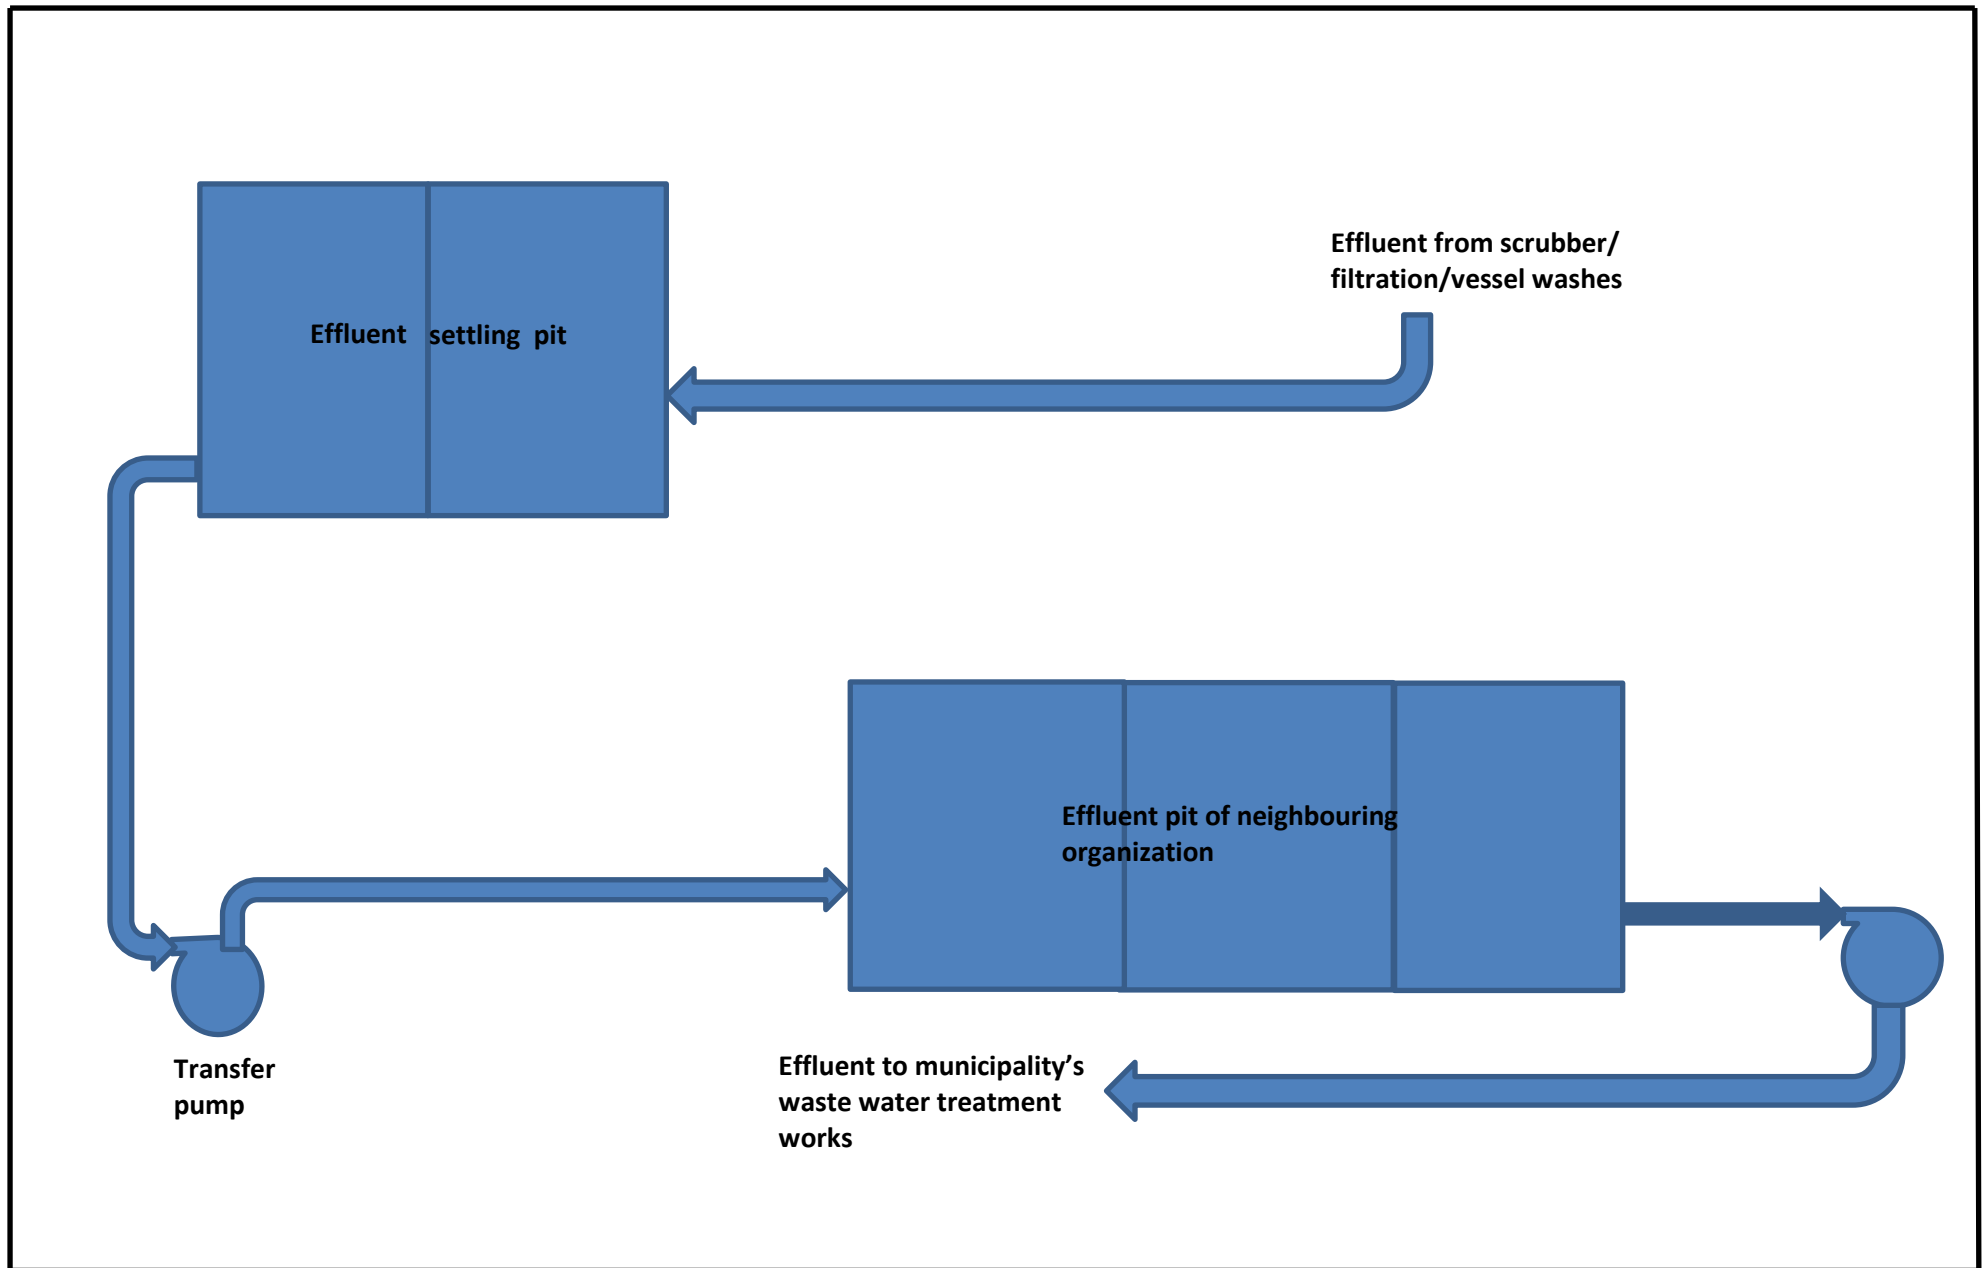 Effluent from scrubber/
filtration/vessel washes
Effluent settling pit
Effluent pit of neighbouring
organization
Transfer
pump
Effluent to municipality’s
waste water treatment
works